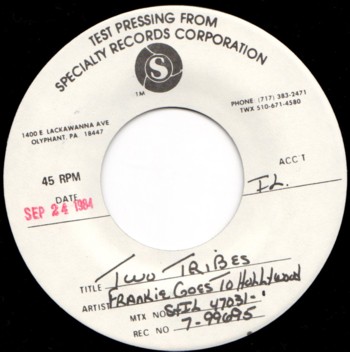 TEST PRESSING FROM
SPECIALTY RECORDS CORPORATION
S
TM
1400 E. LACKAWANNA AVE
OLYPHANT, PA. 18447
PHONE: (717) 383-2471
TWX 510-671-4580
ACC T
45 RPM
I.L.
DATE
SEP 24 1984
TITLE Two TRiBES
ARTIST FRANKiE GOES TO Hollywood
MTX NO. SFIL 47031-1
REC NO. 7-99695